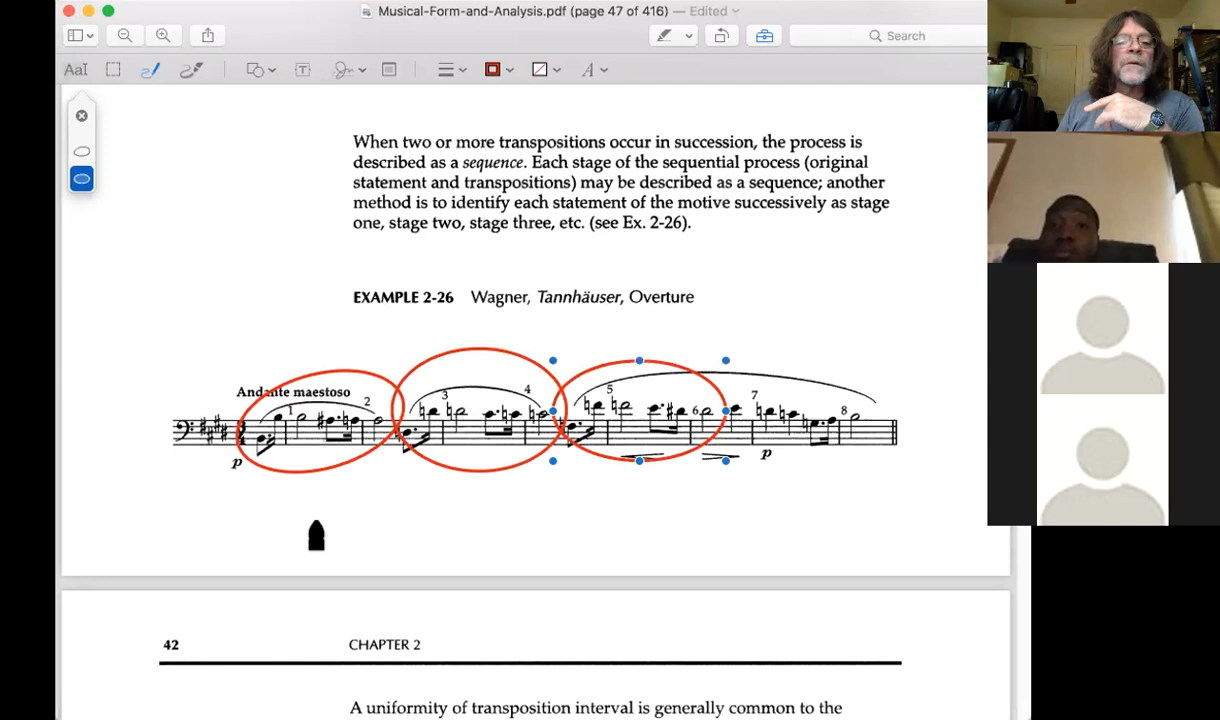 Musical-Form-and-Analysis.pdf (page 47 of 416) — Edited
AaI
T
A
Search
When two or more transpositions occur in succession, the process is
described as a sequence. Each stage of the sequential process (original
statement and transpositions) may be described as a sequence; another
method is to identify each statement of the motive successively as stage
one, stage two, stage three, etc. (see Ex. 2-26).
EXAMPLE 2-26 Wagner, Tannhäuser, Overture
Andante maestoso
1 2 3 4 5 6 7 8
p p
42 CHAPTER 2
A uniformity of transposition interval is generally common to the